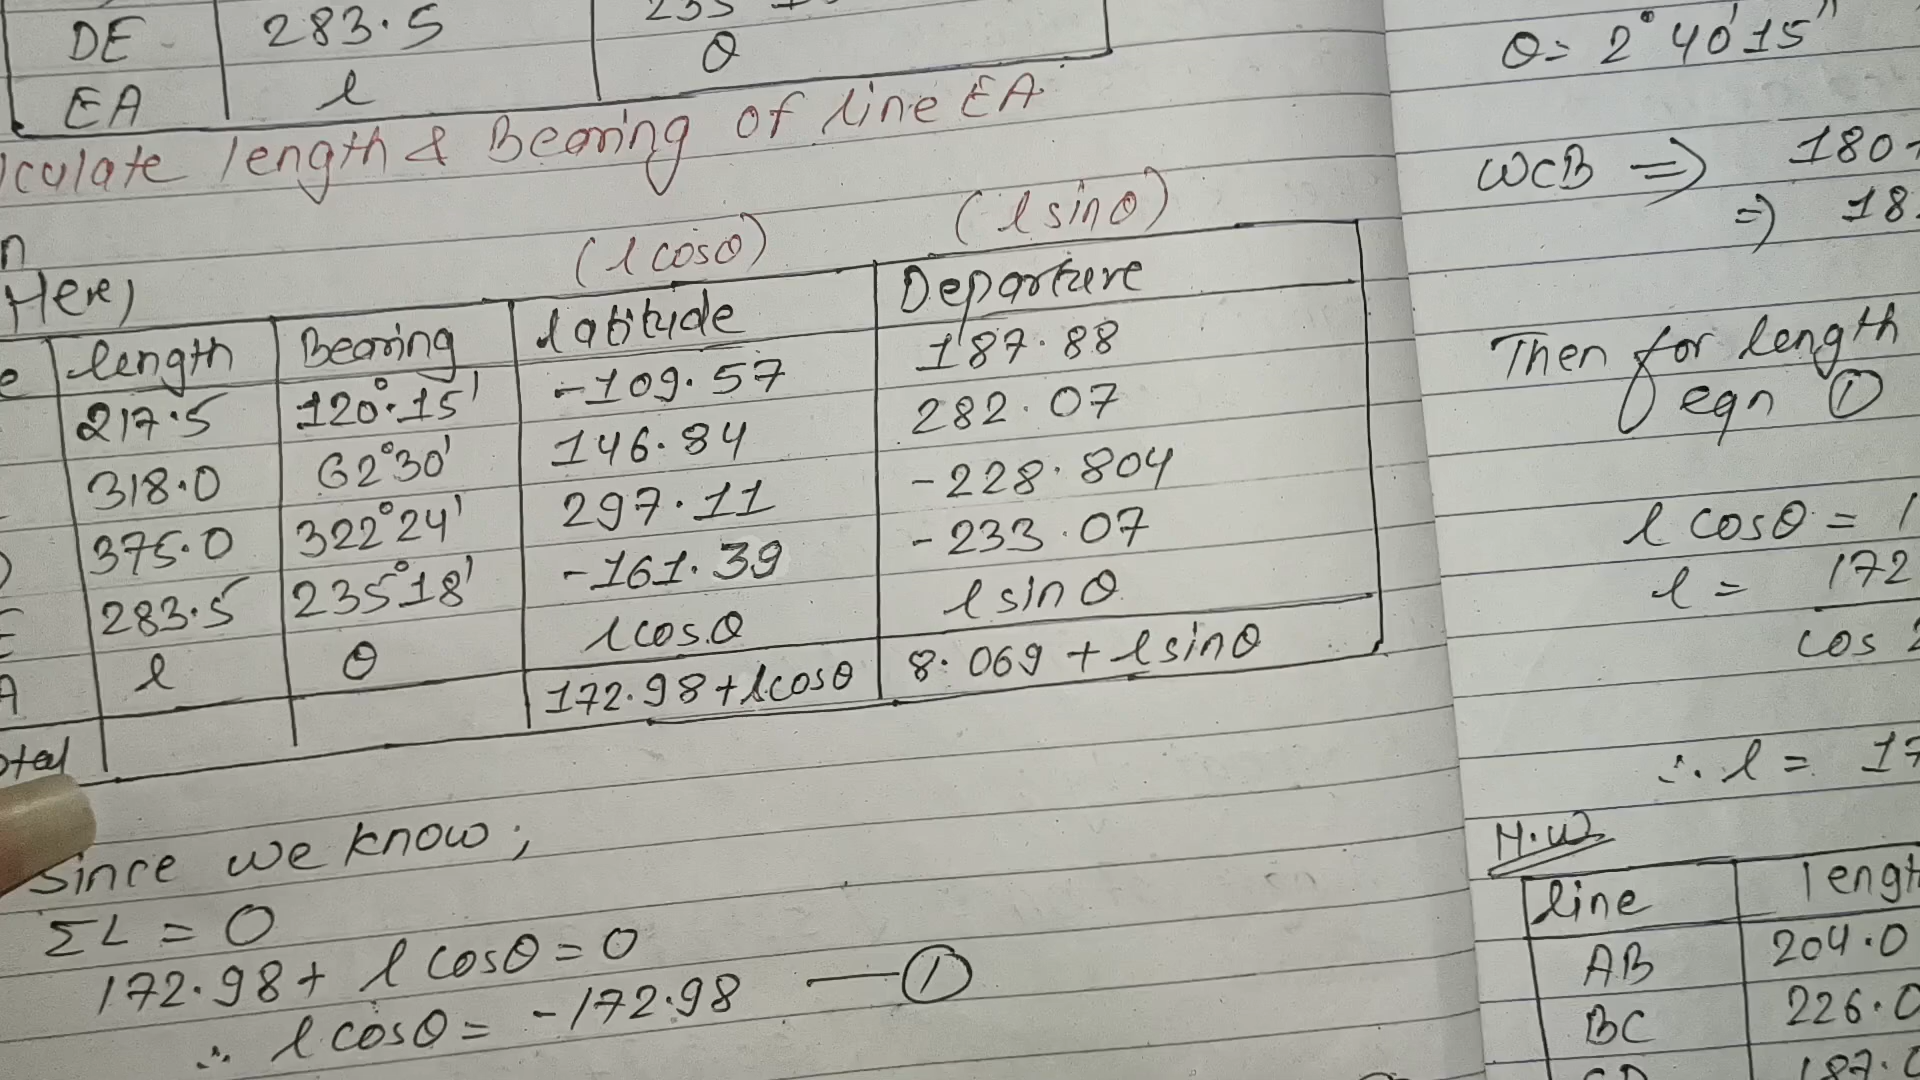 DE 283.5
EA l θ
length & Bearing of line EA
(l cosθ) (l sinθ)
Here,
length Bearing latitude Departure
217.5 120°15' -109.57 187.88
318.0 62°30' 146.84 282.07
375.0 322°24' 297.11 -228.804
283.5 235°18' -161.39 -233.07
l θ l cosθ l sinθ
172.98 + l cosθ 8.069 + l sinθ
since we know;
ΣL = 0
172.98 + l cosθ = 0
∴ l cosθ = -172.98 — ①
θ = 2°40'15"
WCB ⇒ 180
⇒ 18
Then for length
eqn ①
l cosθ =
l = 172
cos
∴ l = 17
H.W
line
AB 204.0
BC 226.0